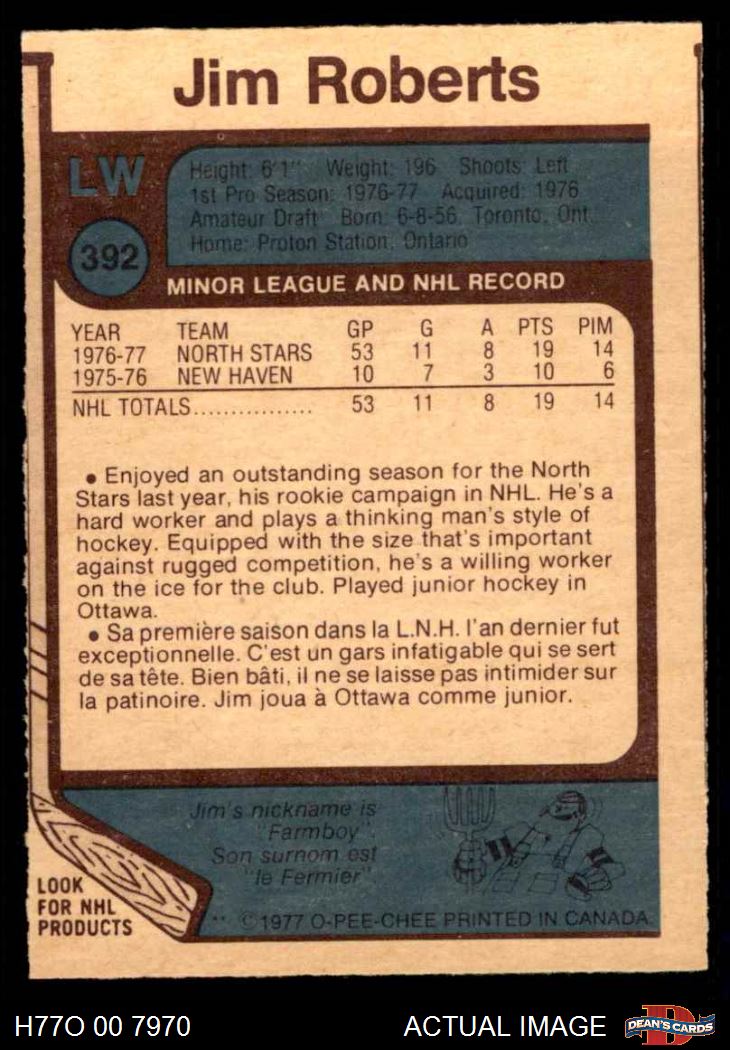 Jim Roberts
LW
Height: 6'1" Weight: 196 Shoots: Left
1st Pro Season: 1976-77 Acquired: 1976
Amateur Draft Born: 6-8-56, Toronto, Ont.
Home: Proton Station, Ontario
392
MINOR LEAGUE AND NHL RECORD
YEAR TEAM GP G A PTS PIM
1976-77 NORTH STARS 53 11 8 19 14
1975-76 NEW HAVEN 10 7 3 10 6
NHL TOTALS................ 53 11 8 19 14
• Enjoyed an outstanding season for the North
Stars last year, his rookie campaign in NHL. He's a
hard worker and plays a thinking man's style of
hockey. Equipped with the size that's important
against rugged competition, he's a willing worker
on the ice for the club. Played junior hockey in
Ottawa.
• Sa première saison dans la L.N.H. l'an dernier fut
exceptionnelle. C'est un gars infatigable qui se sert
de sa tête. Bien bâti, il ne se laisse pas intimider sur
la patinoire. Jim joua à Ottawa comme junior.
Jim's nickname is
"Farmboy".
Son surnom est
"le Fermier"
LOOK
FOR NHL
PRODUCTS
** ©1977 O-PEE-CHEE PRINTED IN CANADA
H77O 00 7970
ACTUAL IMAGE
D
DEAN'S CARDS